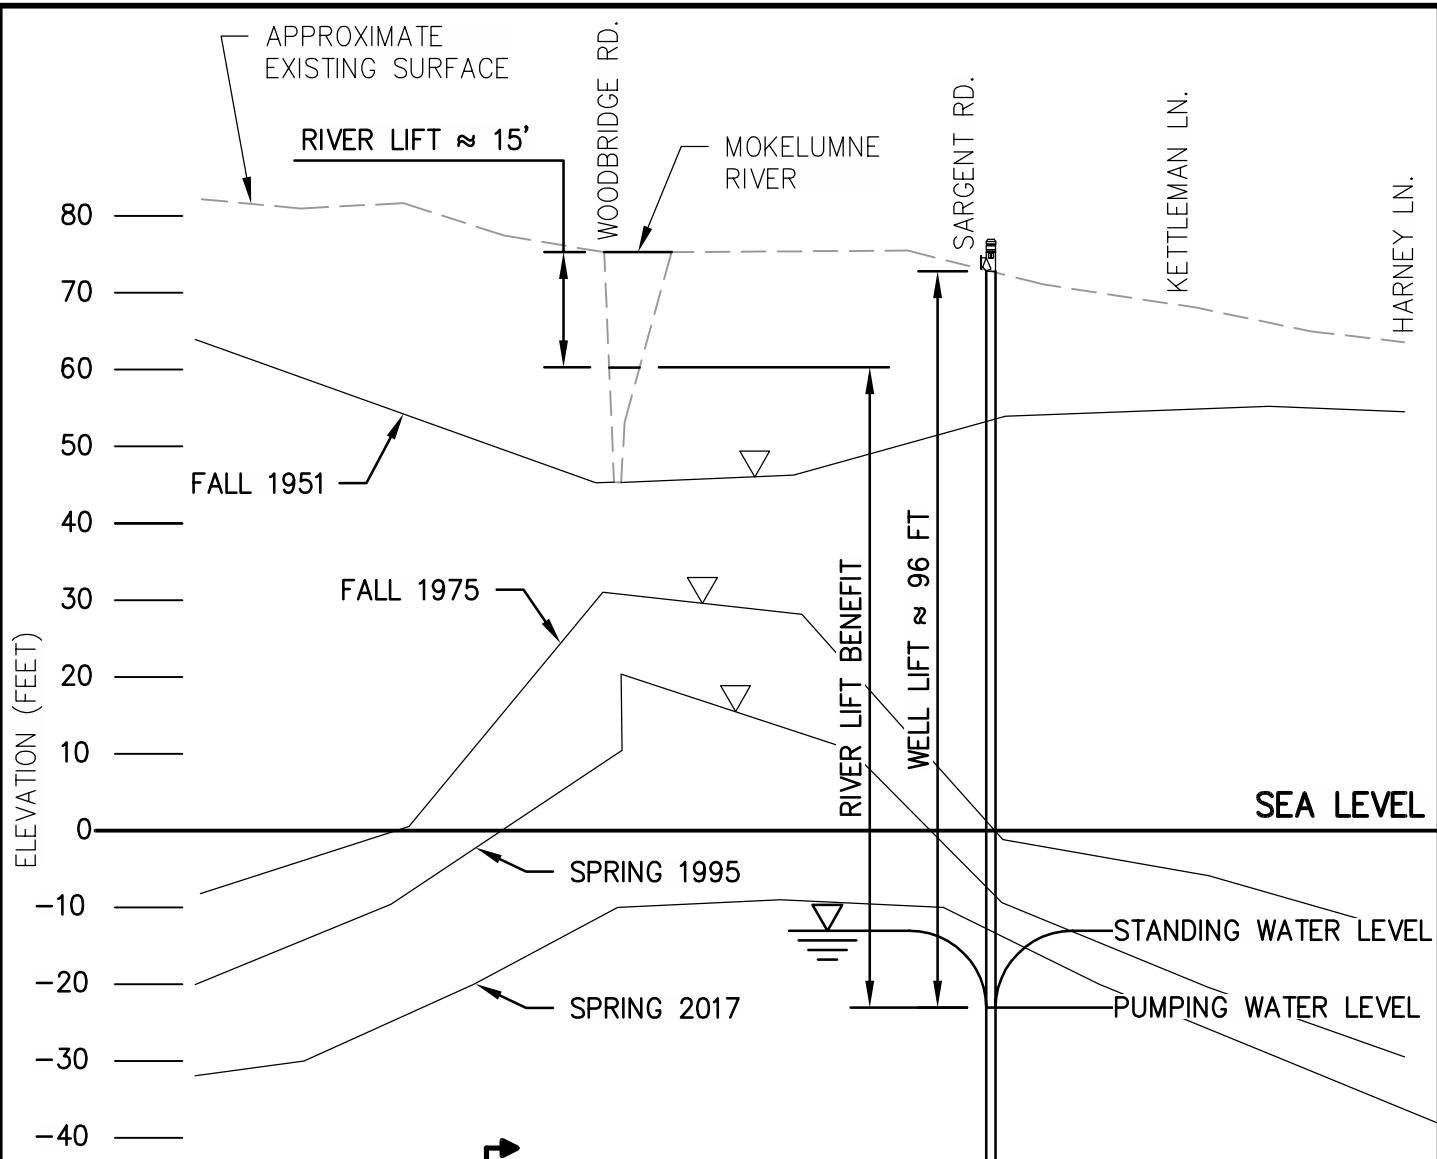 APPROXIMATE
EXISTING SURFACE
RIVER LIFT ≈ 15'
WOODBRIDGE RD.
MOKELUMNE
RIVER
SARGENT RD.
KETTLEMAN LN.
HARNEY LN.
80
70
60
50
40
30
20
10
0
-10
-20
-30
-40
ELEVATION (FEET)
FALL 1951
FALL 1975
RIVER LIFT BENEFIT
WELL LIFT ≈ 96 FT
SEA LEVEL
SPRING 1995
STANDING WATER LEVEL
SPRING 2017
PUMPING WATER LEVEL